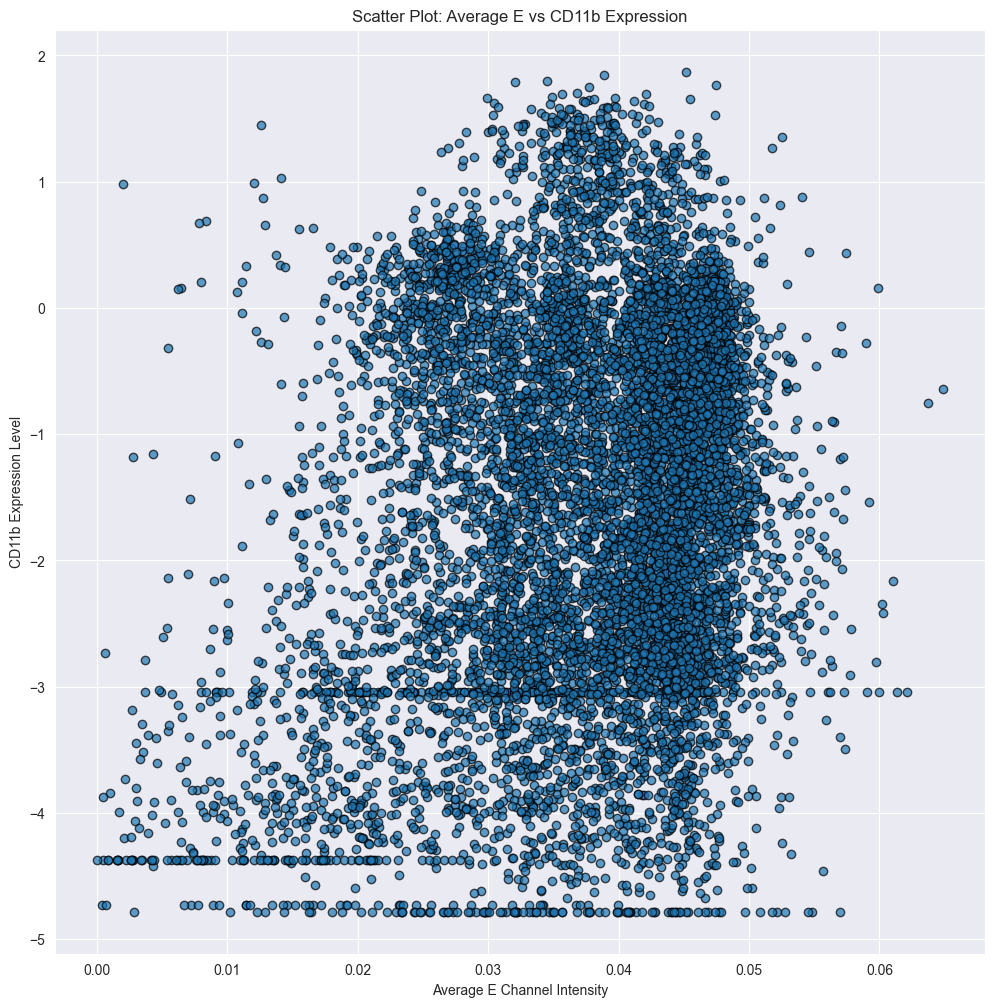 Scatter Plot: Average E vs CD11b Expression
2
1
0
−1
−2
−3
−4
−5
CD11b Expression Level
0.00 0.01 0.02 0.03 0.04 0.05 0.06
Average E Channel Intensity